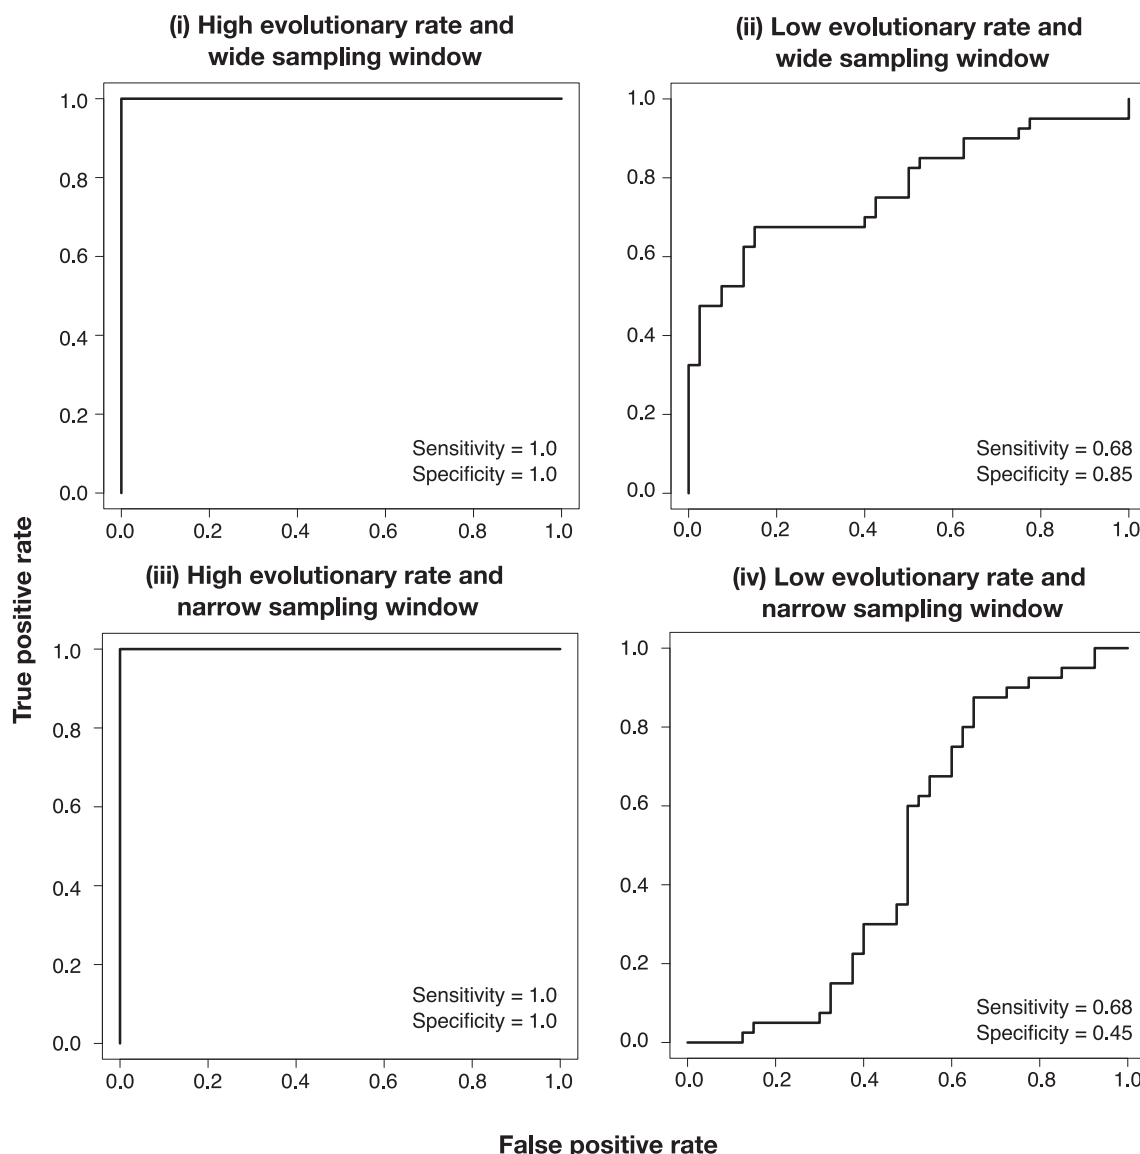 (i) High evolutionary rate and
wide sampling window
1.0
0.8
0.6
0.4
0.2
0.0
Sensitivity = 1.0
Specificity = 1.0
0.0 0.2 0.4 0.6 0.8 1.0
(ii) Low evolutionary rate and
wide sampling window
1.0
0.8
0.6
0.4
0.2
0.0
Sensitivity = 0.68
Specificity = 0.85
0.0 0.2 0.4 0.6 0.8 1.0
(iii) High evolutionary rate and
narrow sampling window
1.0
0.8
0.6
0.4
0.2
0.0
Sensitivity = 1.0
Specificity = 1.0
0.0 0.2 0.4 0.6 0.8 1.0
(iv) Low evolutionary rate and
narrow sampling window
1.0
0.8
0.6
0.4
0.2
0.0
Sensitivity = 0.68
Specificity = 0.45
0.0 0.2 0.4 0.6 0.8 1.0
True positive rate
False positive rate